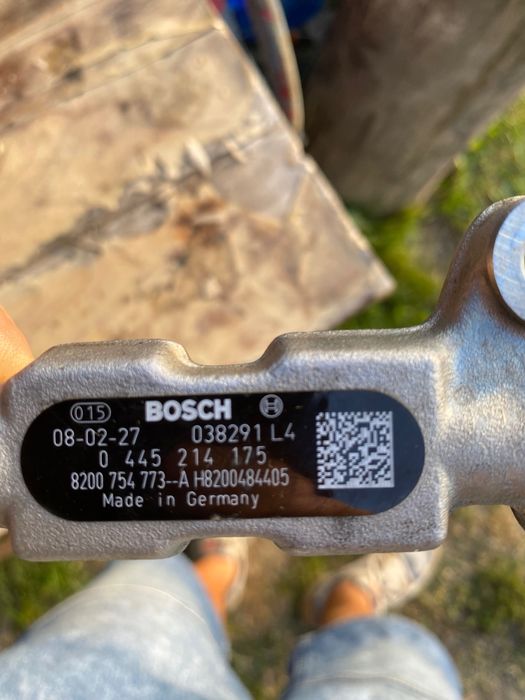 015 BOSCH
08-02-27 038291 L4
0 445 214 175
8200 754 773--A H8200484405
Made in Germany